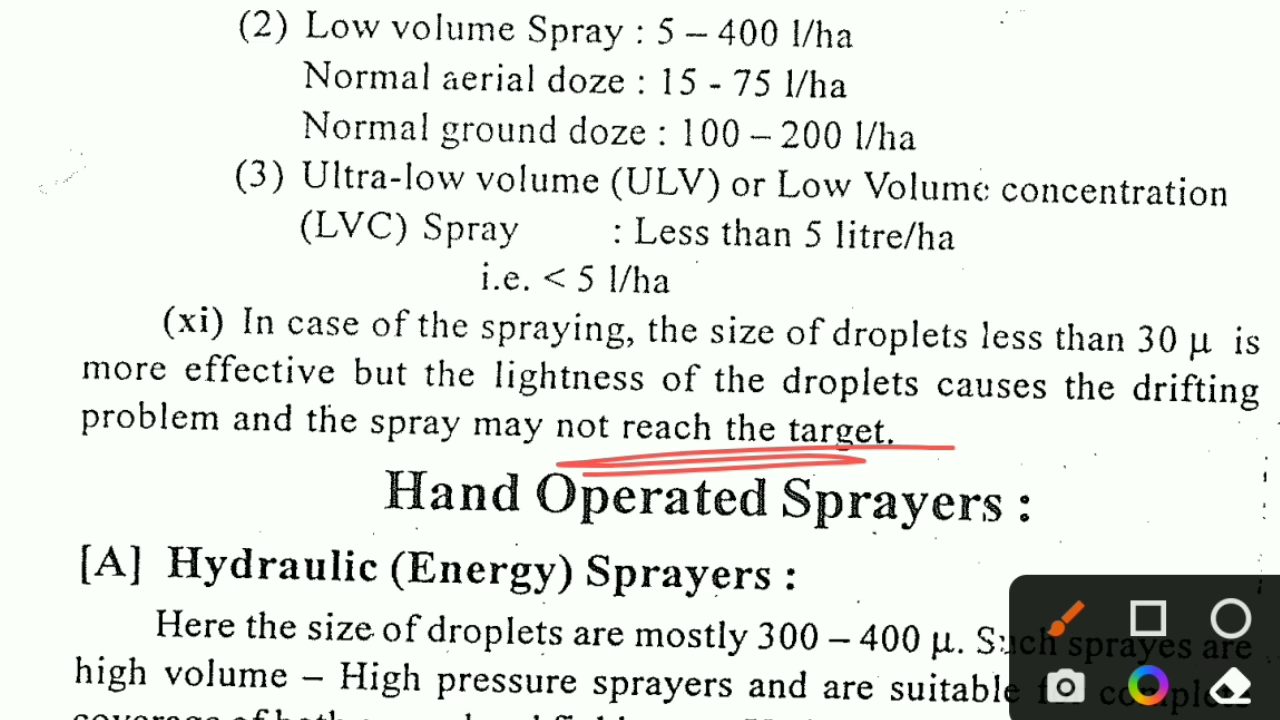 (2) Low volume Spray : 5 – 400 l/ha
Normal aerial doze : 15 - 75 l/ha
Normal ground doze : 100 – 200 l/ha
(3) Ultra-low volume (ULV) or Low Volume concentration
(LVC) Spray : Less than 5 litre/ha
i.e. < 5 l/ha
(xi) In case of the spraying, the size of droplets less than 30 μ is
more effective but the lightness of the droplets causes the drifting
problem and the spray may not reach the target.
Hand Operated Sprayers :
[A] Hydraulic (Energy) Sprayers :
Here the size of droplets are mostly 300 – 400 μ. Such sprayes are
high volume – High pressure sprayers and are suitable for complete